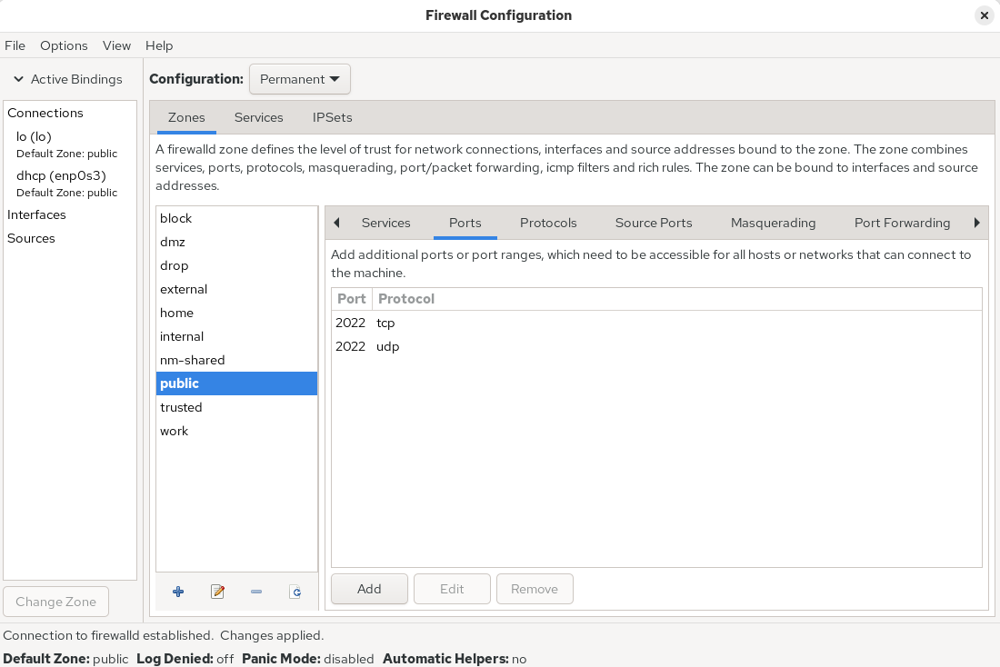 Firewall Configuration
File Options View Help
Active Bindings
Configuration: Permanent
Connections
lo (lo)
Default Zone: public
dhcp (enp0s3)
Default Zone: public
Interfaces
Sources
Change Zone
Zones Services IPSets
A firewalld zone defines the level of trust for network connections, interfaces and source addresses bound to the zone. The zone combines
services, ports, protocols, masquerading, port/packet forwarding, icmp filters and rich rules. The zone can be bound to interfaces and source
addresses.
block
dmz
drop
external
home
internal
nm-shared
public
trusted
work
Services Ports Protocols Source Ports Masquerading Port Forwarding
Add additional ports or port ranges, which need to be accessible for all hosts or networks that can connect to
the machine.
Port Protocol
2022 tcp
2022 udp
Add Edit Remove
Connection to firewalld established. Changes applied.
Default Zone: public Log Denied: off Panic Mode: disabled Automatic Helpers: no